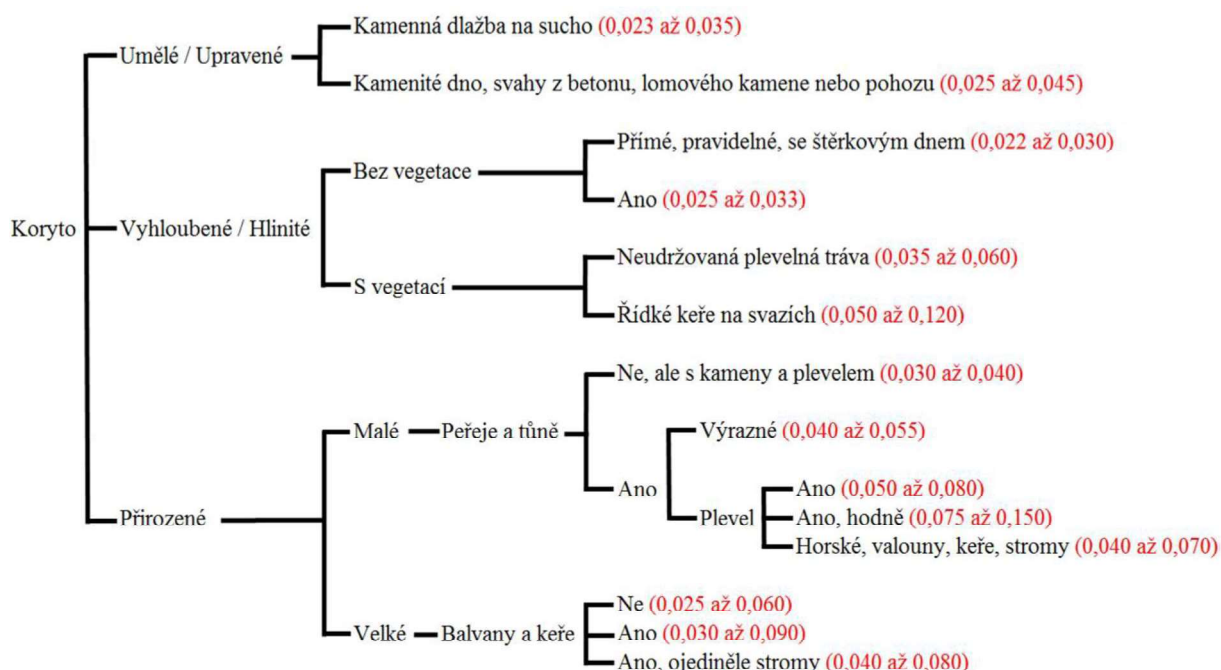 Kamenná dlažba na sucho (0,023 až 0,035)
Umělé / Upravené
Kamenité dno, svahy z betonu, lomového kamene nebo pohozu (0,025 až 0,045)
Přímé, pravidelné, se štěrkovým dnem (0,022 až 0,030)
Bez vegetace
Ano (0,025 až 0,033)
Koryto
Vyhloubené / Hlinité
Neudržovaná plevelná tráva (0,035 až 0,060)
S vegetací
Řídké keře na svazích (0,050 až 0,120)
Ne, ale s kameny a plevelem (0,030 až 0,040)
Malé
Peřeje a tůně
Výrazné (0,040 až 0,055)
Ano
Ano (0,050 až 0,080)
Přirozené
Plevel
Ano, hodně (0,075 až 0,150)
Horské, valouny, keře, stromy (0,040 až 0,070)
Ne (0,025 až 0,060)
Velké
Balvany a keře
Ano (0,030 až 0,090)
Ano, ojediněle stromy (0,040 až 0,080)